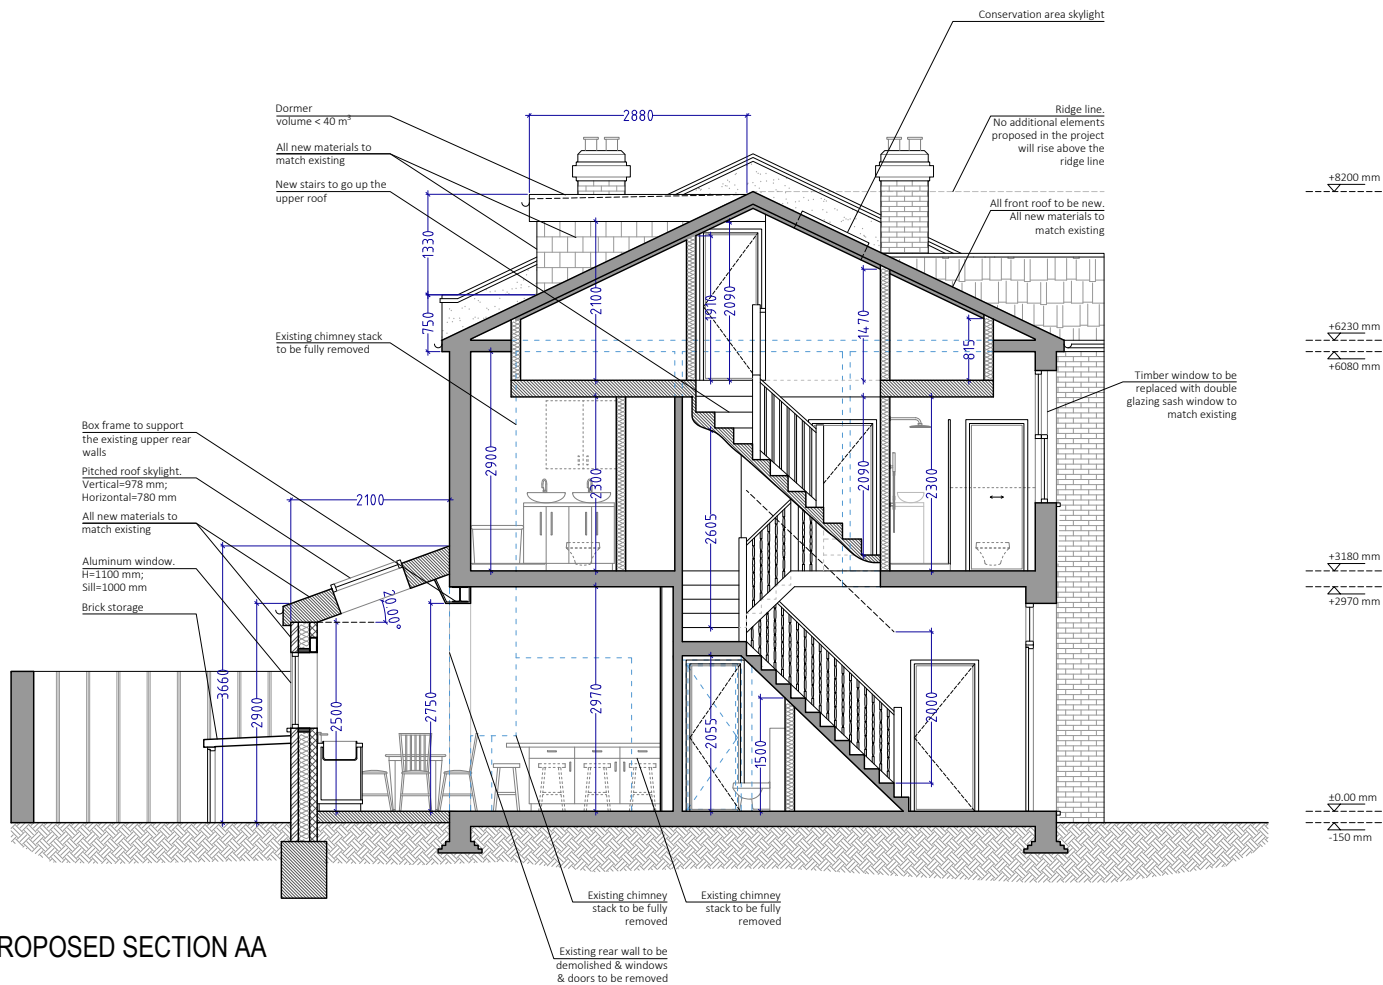 Conservation area skylight
Dormer
volume < 40 m³
2880
Ridge line.
No additional elements
proposed in the project
will rise above the
ridge line
All new materials to
match existing
New stairs to go up the
upper roof
+8200 mm
All front roof to be new.
All new materials to
match existing
1330
750
2100
1910
2090
1470
815
Existing chimney stack
to be fully removed
+6230 mm
+6080 mm
Timber window to be
replaced with double
glazing sash window to
match existing
Box frame to support
the existing upper rear
walls
Pitched roof skylight.
Vertical=978 mm;
Horizontal=780 mm
All new materials to
match existing
Aluminum window.
H=1100 mm;
Sill=1000 mm
Brick storage
2100
2900
2300
2605
2090
2300
+3180 mm
+2970 mm
20.00°
3660
2900
2500
2750
2970
2055
1500
2000
±0.00 mm
-150 mm
Existing chimney
stack to be fully
removed
Existing chimney
stack to be fully
removed
Existing rear wall to be
demolished & windows
& doors to be removed
ROPOSED SECTION AA